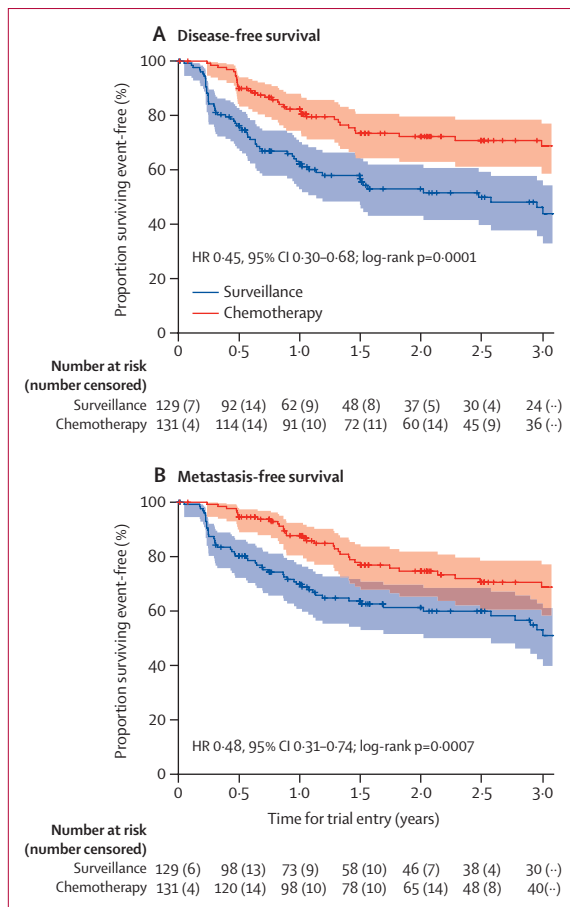 A Disease-free survival
100
80
60
40
20
0
Proportion surviving event-free (%)
HR 0·45, 95% CI 0·30–0·68; log-rank p=0·0001
Surveillance
Chemotherapy
0 0·5 1·0 1·5 2·0 2·5 3·0
Number at risk
(number censored)
Surveillance 129 (7) 92 (14) 62 (9) 48 (8) 37 (5) 30 (4) 24 (··)
Chemotherapy 131 (4) 114 (14) 91 (10) 72 (11) 60 (14) 45 (9) 36 (··)
B Metastasis-free survival
100
80
60
40
20
0
Proportion surviving event-free (%)
HR 0·48, 95% CI 0·31–0·74; log-rank p=0·0007
0 0·5 1·0 1·5 2·0 2·5 3·0
Time for trial entry (years)
Number at risk
(number censored)
Surveillance 129 (6) 98 (13) 73 (9) 58 (10) 46 (7) 38 (4) 30 (··)
Chemotherapy 131 (4) 120 (14) 98 (10) 78 (10) 65 (14) 48 (8) 40(··)